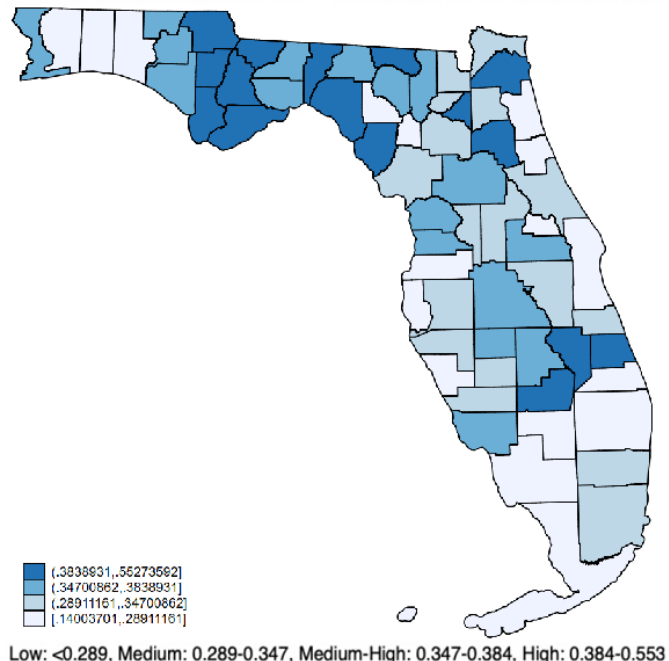 (.3838931,.55273592]
(.34700862,.3838931]
(.28911161,.34700862]
[.14003701,.28911161]
Low: <0.289, Medium: 0.289-0.347, Medium-High: 0.347-0.384, High: 0.384-0.553